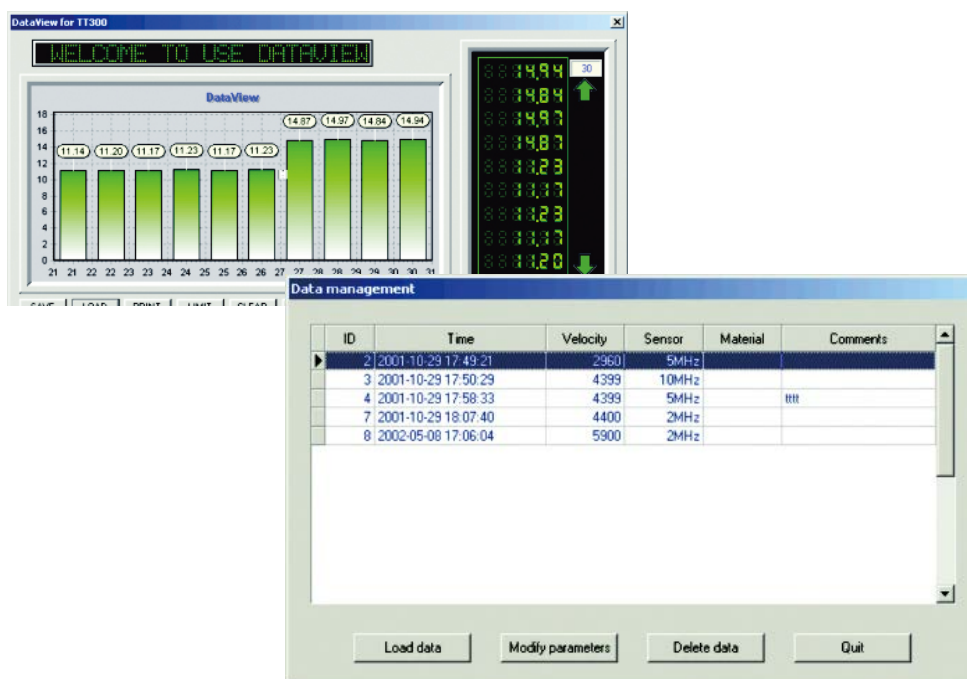 DataView for TT300
WELCOME TO USE DATAVIEW
DataView
18
16
14
12
10
8
6
4
2
0
11.14 11.20 11.17 11.23 11.17 11.23 14.87 14.97 14.84 14.94
21 21 22 22 23 23 24 24 25 25 26 26 27 27 28 28 29 29 30 30 31
30
14.94
14.84
14.97
14.87
11.23
11.17
11.23
11.17
11.20
SAVE LOAD PRINT LIMIT CLEAR
Data management
ID Time Velocity Sensor Material Comments
2 2001-10-29 17:49:21 2960 5MHz
3 2001-10-29 17:50:29 4399 10MHz
4 2001-10-29 17:58:33 4399 5MHz tttt
7 2001-10-29 18:07:40 4400 2MHz
8 2002-05-08 17:06:04 5900 2MHz
Load data Modify parameters Delete data Quit